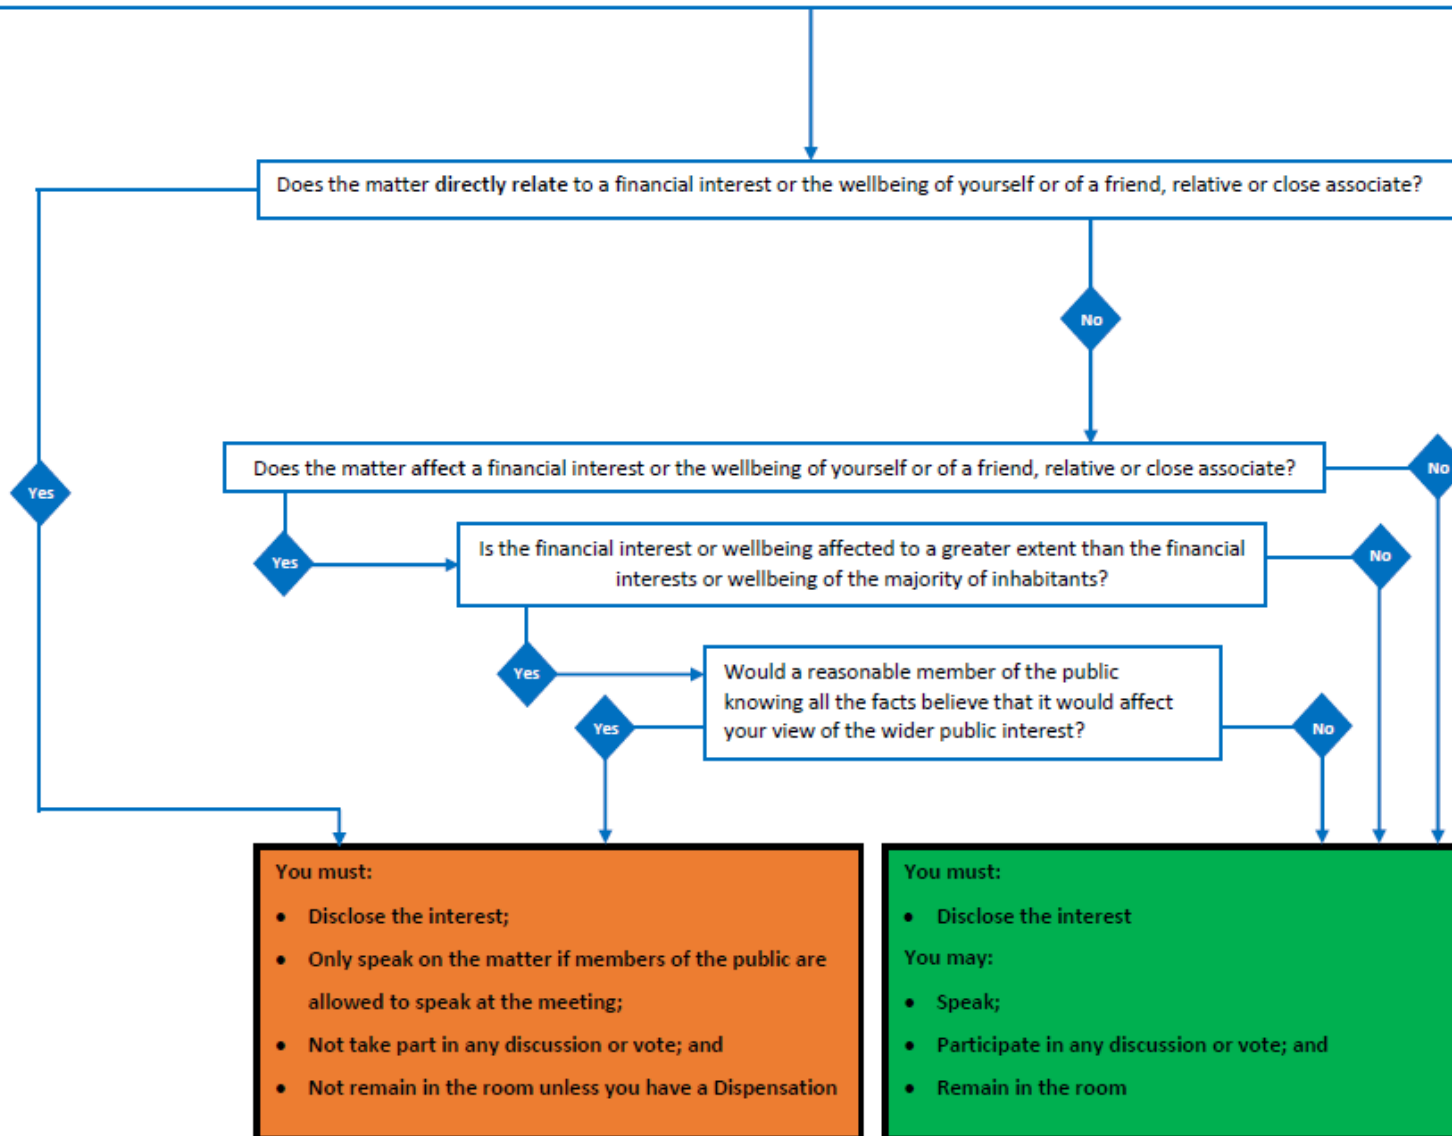 Does the matter directly relate to a financial interest or the wellbeing of yourself or of a friend, relative or close associate?
No
Yes
Does the matter affect a financial interest or the wellbeing of yourself or of a friend, relative or close associate?
No
Yes
Is the financial interest or wellbeing affected to a greater extent than the financial
interests or wellbeing of the majority of inhabitants?
No
Yes
Would a reasonable member of the public
knowing all the facts believe that it would affect
your view of the wider public interest?
Yes
No
You must:
• Disclose the interest;
• Only speak on the matter if members of the public are
allowed to speak at the meeting;
• Not take part in any discussion or vote; and
• Not remain in the room unless you have a Dispensation
You must:
• Disclose the interest
You may:
• Speak;
• Participate in any discussion or vote; and
• Remain in the room